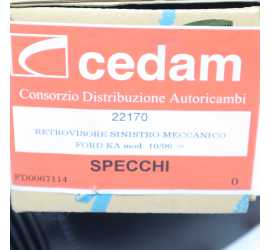 cedam
Consorzio Distribuzione Autoricambi
22170
RETROVISORE SINISTRO MECCANICO
FORD KA mod. 10/96 ->
SPECCHI
FD0067114 0